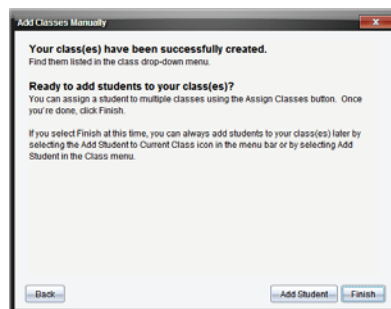 Add Classes Manually
Your class(es) have been successfully created.
Find them listed in the class drop-down menu.
Ready to add students to your class(es)?
You can assign a student to multiple classes using the Assign Classes button. Once
you're done, click Finish.
If you select Finish at this time, you can always add students to your class(es) later by
selecting the Add Student to Current Class icon in the menu bar or by selecting Add
Student in the Class menu.
Back
Add Student
Finish